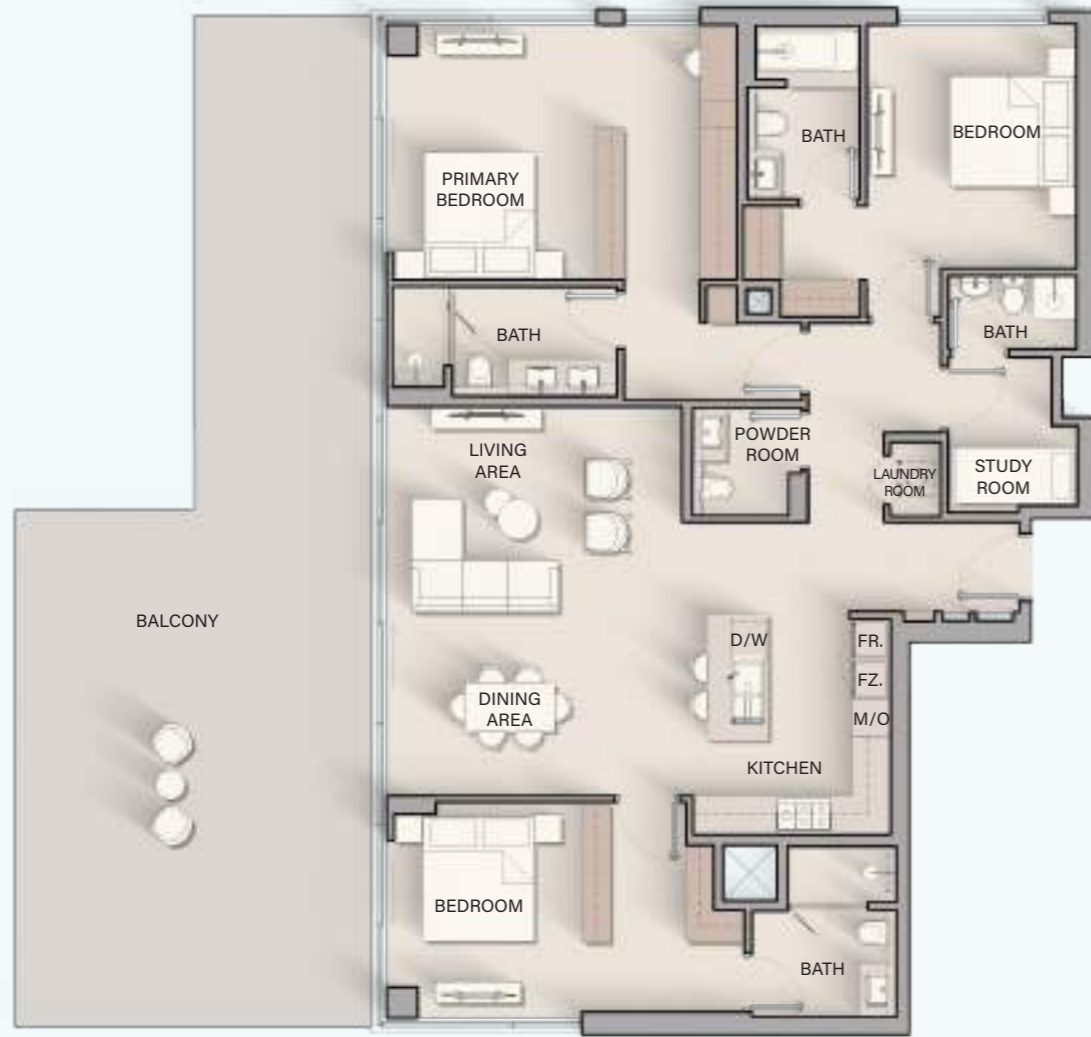 BATH
BEDROOM
PRIMARY
BEDROOM
BATH
BATH
POWDER
ROOM
LIVING
AREA
LAUNDRY
ROOM
STUDY
ROOM
BALCONY
D/W
FR.
FZ.
M/O
DINING
AREA
KITCHEN
BEDROOM
BATH